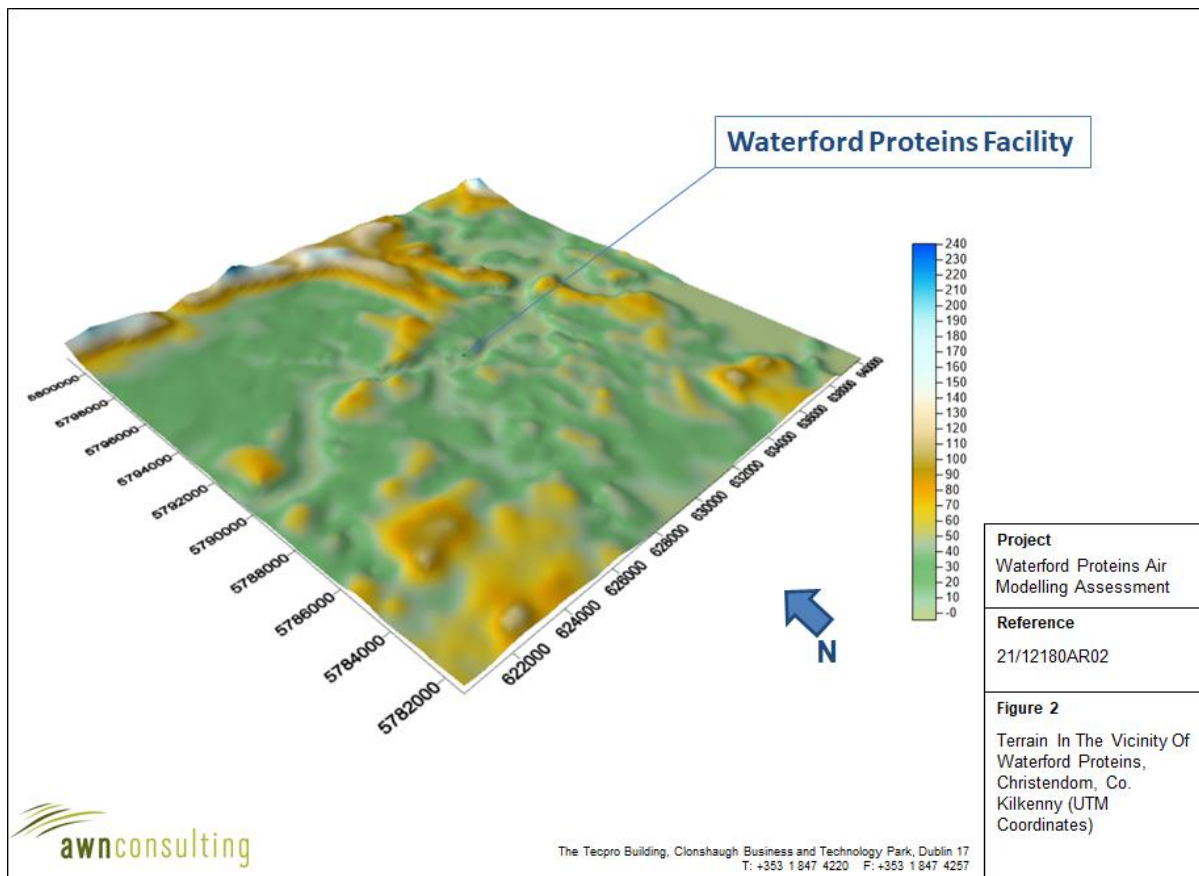 Waterford Proteins Facility
240
230
220
210
200
190
180
170
160
150
140
130
120
110
100
90
80
70
60
50
40
30
20
10
-0
5800000
5798000
5796000
5794000
5792000
5790000
5788000
5786000
5784000
5782000
622000
624000
626000
628000
630000
632000
634000
636000
638000
640000
N
Project
Waterford Proteins Air
Modelling Assessment
Reference
21/12180AR02
Figure 2
Terrain In The Vicinity Of
Waterford Proteins,
Christendom, Co.
Kilkenny (UTM
Coordinates)
awnconsulting
The Tecpro Building, Clonshaugh Business and Technology Park, Dublin 17
T: +353 1 847 4220 F: +353 1 847 4257